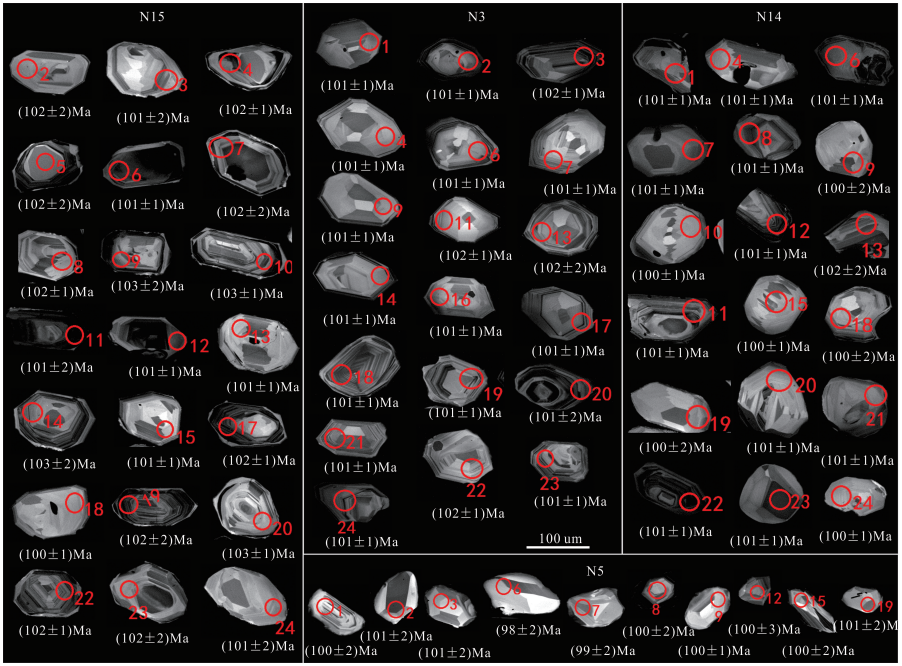 N15
2 3 4
(102±2)Ma (101±2)Ma (102±1)Ma
5 6 7
(102±2)Ma (101±1)Ma (102±2)Ma
8 9 10
(102±1)Ma (103±2)Ma (103±1)Ma
11 12 13
(101±2)Ma (101±1)Ma (101±1)Ma
14 15 17
(103±2)Ma (101±1)Ma (102±1)Ma
18 19 20
(100±1)Ma (102±2)Ma (103±1)Ma
22 23 24
(102±1)Ma (102±2)Ma (101±2)Ma
N3
1 2 3
(101±1)Ma (101±1)Ma (102±1)Ma
4 6 7
(101±1)Ma (102±1)Ma (101±1)Ma
9 11 13
(101±1)Ma (102±1)Ma (102±2)Ma
14 16 17
(101±1)Ma (101±1)Ma (101±1)Ma
18 19 20
(101±1)Ma (101±1)Ma (101±2)Ma
21 22 23
(101±1)Ma (102±1)Ma (101±1)Ma
24
(101±1)Ma
100 um
N14
1 4 6
(101±1)Ma (101±1)Ma (101±1)Ma
7 8 9
(101±1)Ma (101±1)Ma (100±2)Ma
10 12 13
(100±1)Ma (101±1)Ma (102±2)Ma
11 15 18
(101±1)Ma (100±1)Ma (100±2)Ma
19 20 21
(100±2)Ma (101±1)Ma (101±1)Ma
22 23 24
(101±1)Ma (101±1)Ma (100±1)Ma
N5
1 2 3 6 7 8 9 12 15 19
(100±2)Ma (101±2)Ma (101±2)Ma (98±2)Ma (99±2)Ma (100±2)Ma (100±1)Ma (100±3)Ma (100±2)Ma (101±2)Ma